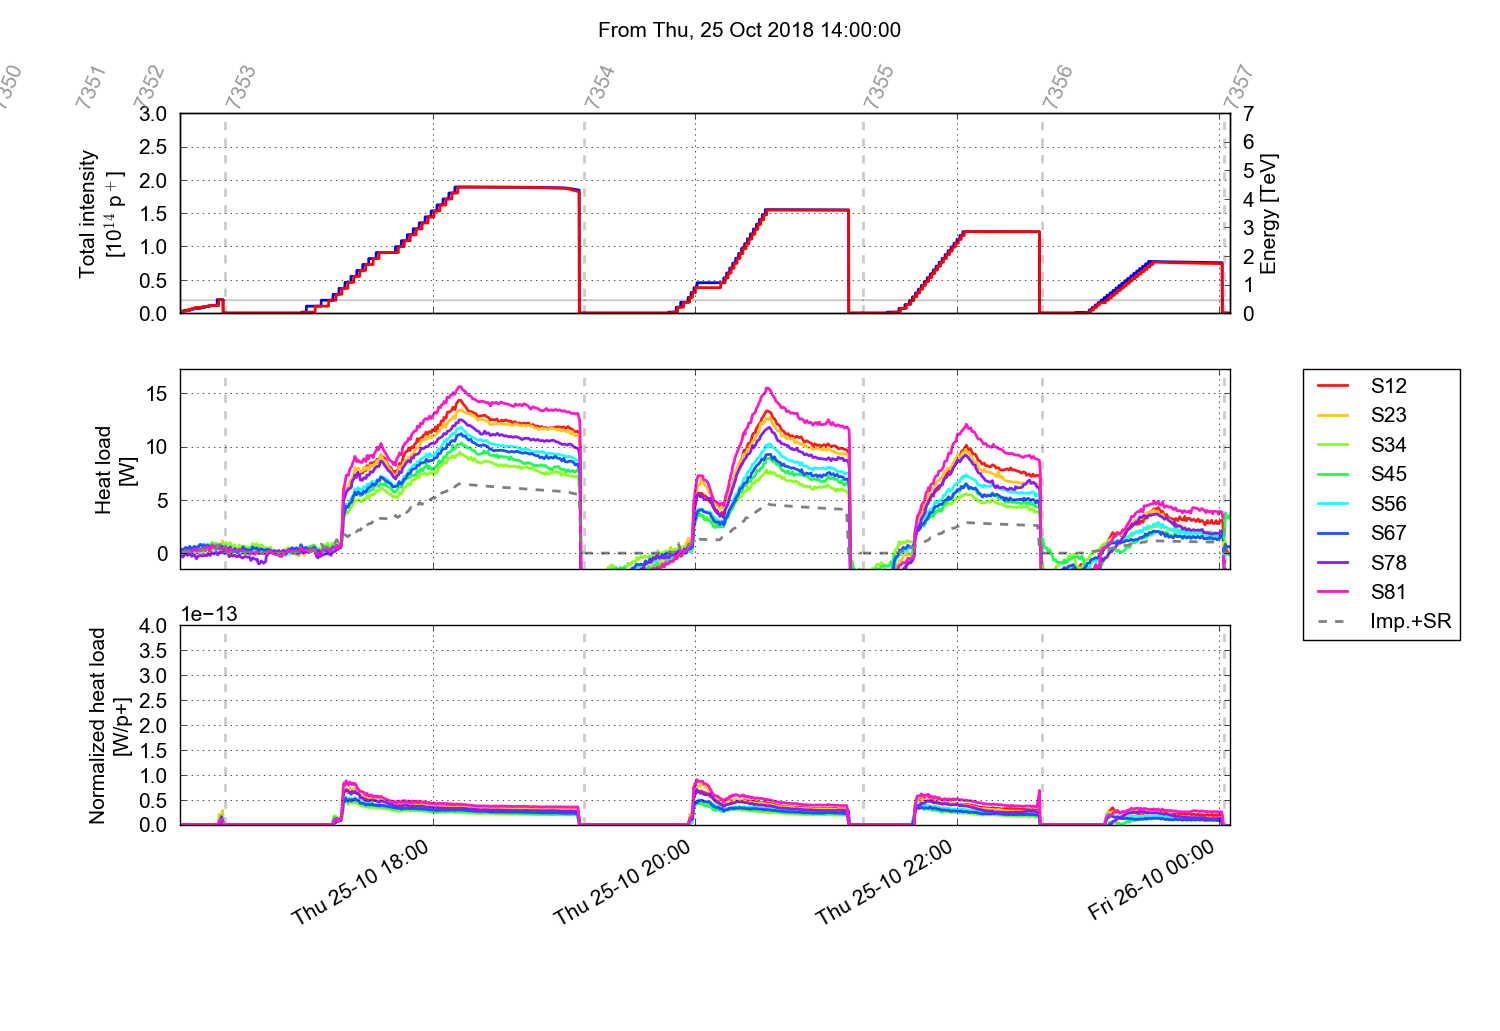 From Thu, 25 Oct 2018 14:00:00
7350 7351 7352 7353 7354 7355 7356 7357
Total intensity
[10^14 p^+]
3.0
2.5
2.0
1.5
1.0
0.5
0.0
7
6
5
4
3
2
1
0
Energy [TeV]
Heat load
[W]
15
10
5
0
S12
S23
S34
S45
S56
S67
S78
S81
Imp.+SR
1e−13
Normalized heat load
[W/p+]
4.0
3.5
3.0
2.5
2.0
1.5
1.0
0.5
0.0
Thu 25-10 18:00
Thu 25-10 20:00
Thu 25-10 22:00
Fri 26-10 00:00